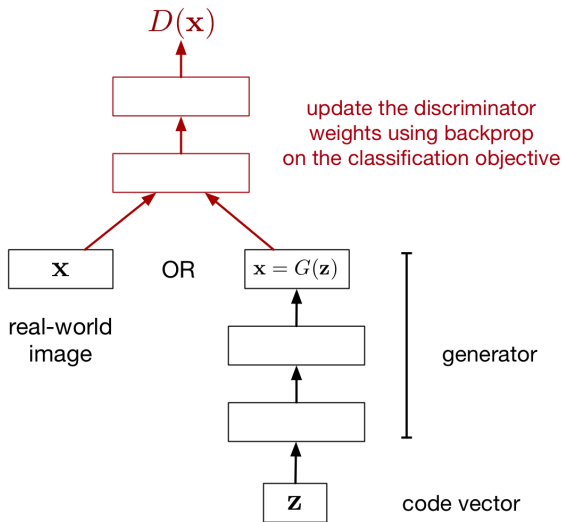 D(x)
update the discriminator
weights using backprop
on the classification objective
x
OR
x = G(z)
real-world
image
generator
z
code vector